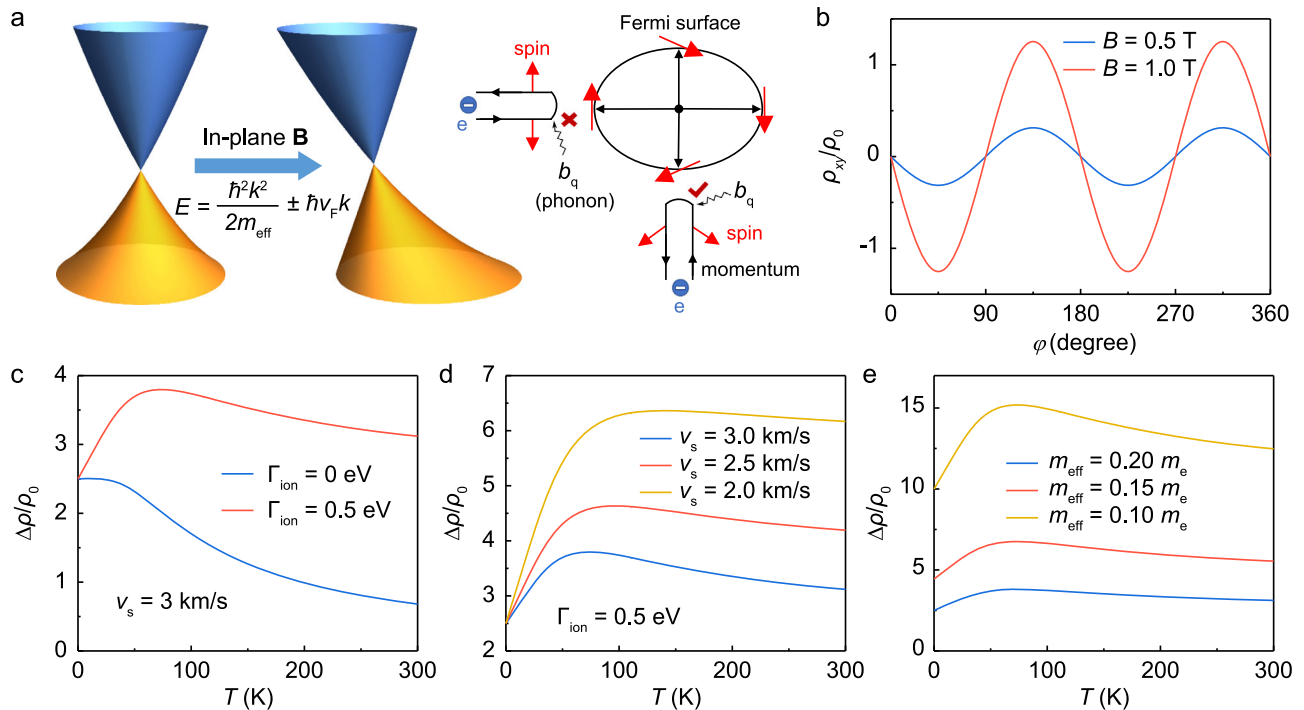 a
In-plane B
E = ħ²k²/2m_eff ± ħv_Fk
spin
e
b_q
(phonon)
Fermi surface
b_q
spin
momentum
e
b
B = 0.5 T
B = 1.0 T
ρ_xy/ρ_0
1
0
-1
0 90 180 270 360
φ (degree)
c
Δρ/ρ_0
4
3
2
1
0
Γ_ion = 0 eV
Γ_ion = 0.5 eV
v_s = 3 km/s
0 100 200 300
T (K)
d
Δρ/ρ_0
7
6
5
4
3
2
v_s = 3.0 km/s
v_s = 2.5 km/s
v_s = 2.0 km/s
Γ_ion = 0.5 eV
0 100 200 300
T (K)
e
Δρ/ρ_0
15
10
5
0
m_eff = 0.20 m_e
m_eff = 0.15 m_e
m_eff = 0.10 m_e
0 100 200 300
T (K)